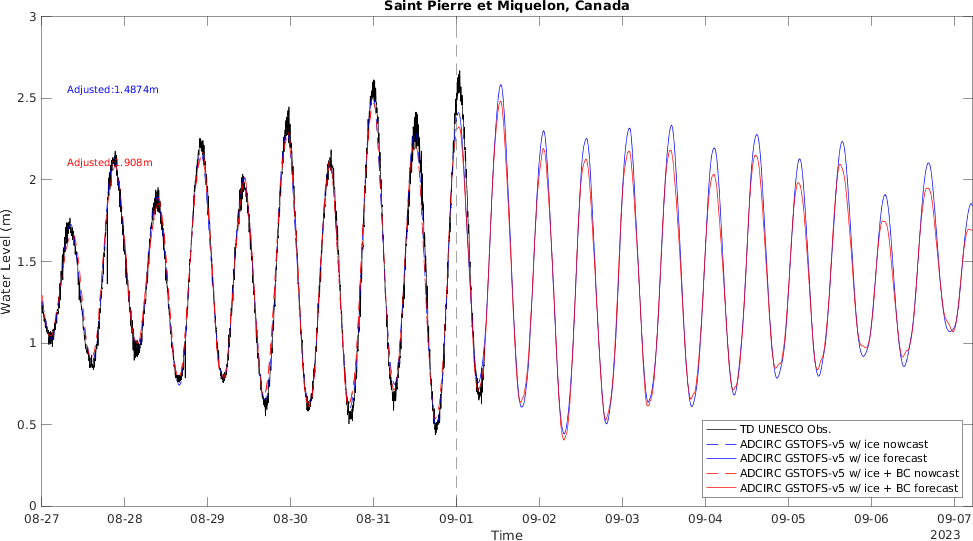 Saint Pierre et Miquelon, Canada
3
2.5
2
1.5
1
0.5
0
Water Level (m)
Adjusted:1.4874m
Adjusted: .908m
08-27 08-28 08-29 08-30 08-31 09-01 09-02 09-03 09-04 09-05 09-06 09-07
2023
Time
TD UNESCO Obs.
ADCIRC GSTOFS-v5 w/ ice nowcast
ADCIRC GSTOFS-v5 w/ ice forecast
ADCIRC GSTOFS-v5 w/ ice + BC nowcast
ADCIRC GSTOFS-v5 w/ ice + BC forecast